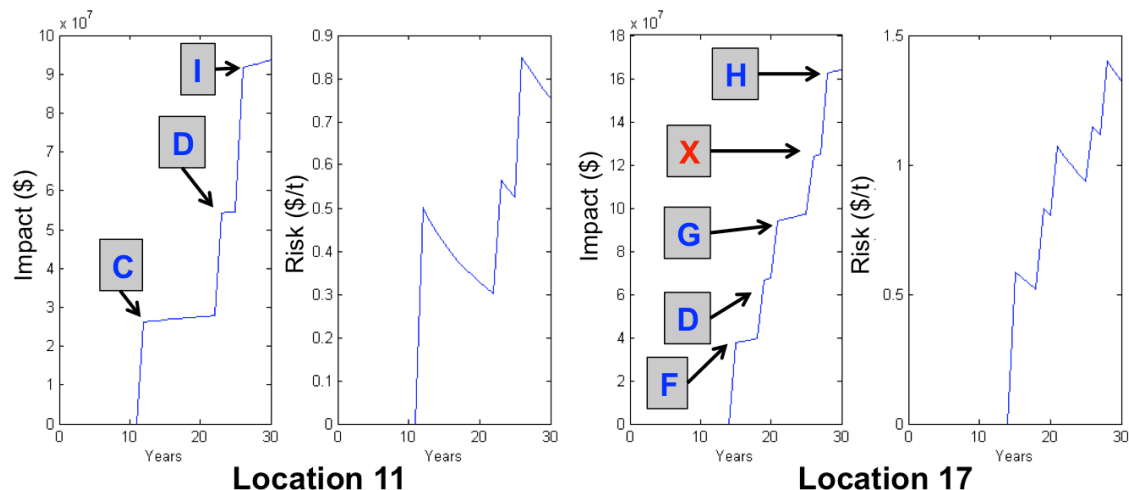 x 10^7
10
9
8
7
6
5
4
3
2
1
0
0 10 20 30
Years
Impact ($)
I
D
C
0.9
0.8
0.7
0.6
0.5
0.4
0.3
0.2
0.1
0
0 10 20 30
Years
Risk ($/t)
Location 11
x 10^7
18
16
14
12
10
8
6
4
2
0
0 10 20 30
Years
Impact ($)
H
X
G
D
F
1.5
1
0.5
0
0 10 20 30
Years
Risk ($/t)
Location 17